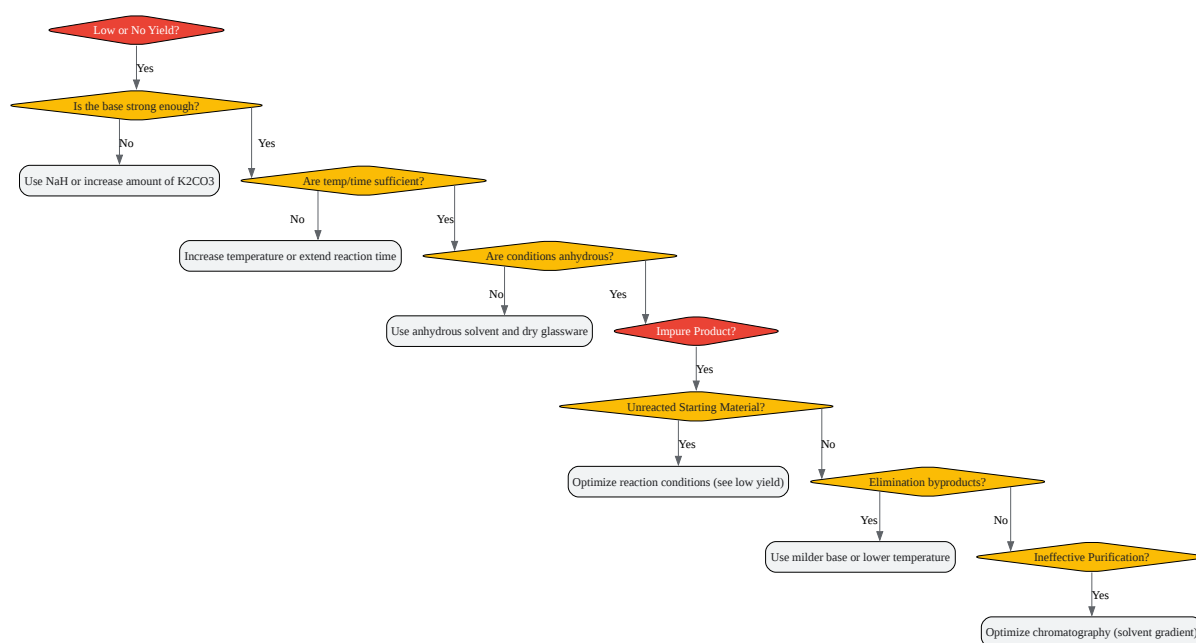 Low or No Yield?
Yes
Is the base strong enough?
No
Yes
Use NaH or increase amount of K2CO3
Are temp/time sufficient?
No
Yes
Increase temperature or extend reaction time
Are conditions anhydrous?
No
Yes
Use anhydrous solvent and dry glassware
Impure Product?
Yes
Unreacted Starting Material?
Yes
No
Optimize reaction conditions (see low yield)
Elimination byproducts?
Yes
No
Use milder base or lower temperature
Ineffective Purification?
Yes
Optimize chromatography (solvent gradient)